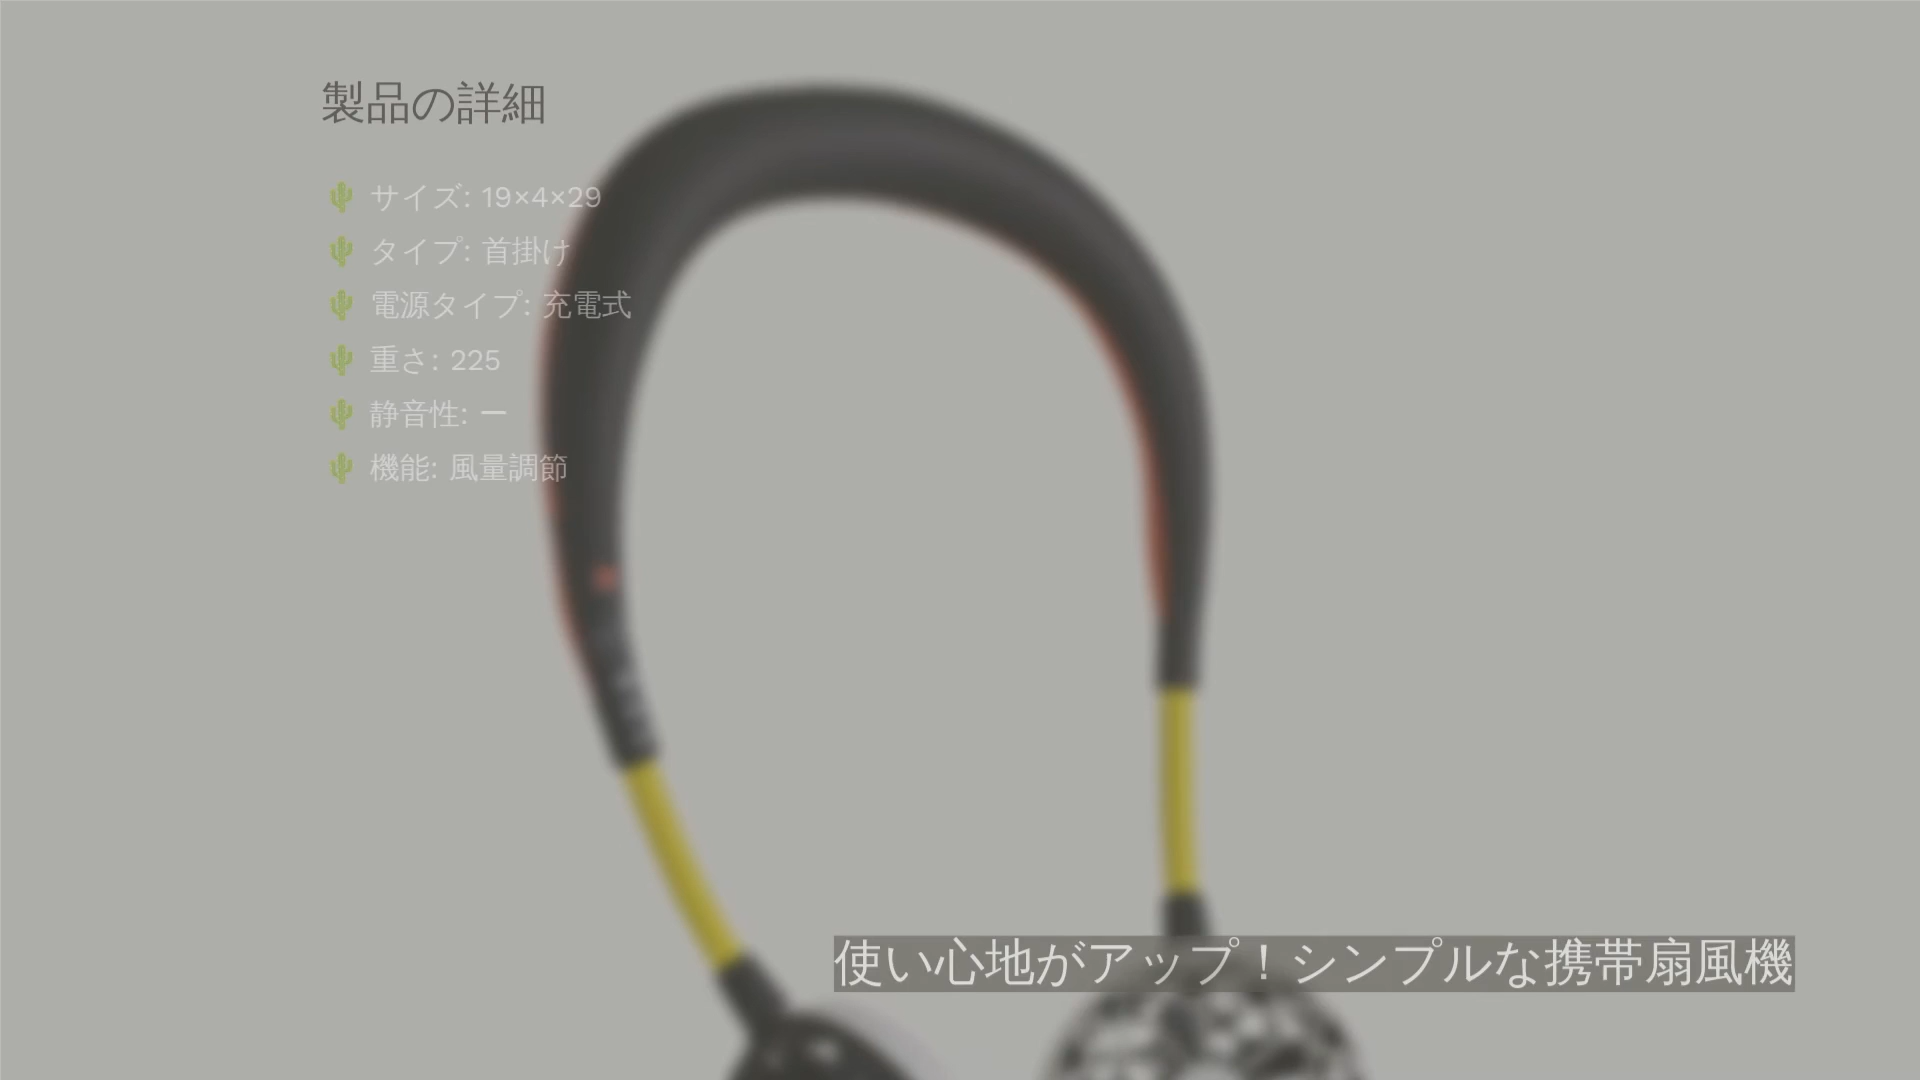 製品の詳細
サイズ: 19×4×29
タイプ: 首掛け
電源タイプ: 充電式
重さ: 225
静音性: ー
機能: 風量調節
使い心地がアップ！シンプルな携帯扇風機